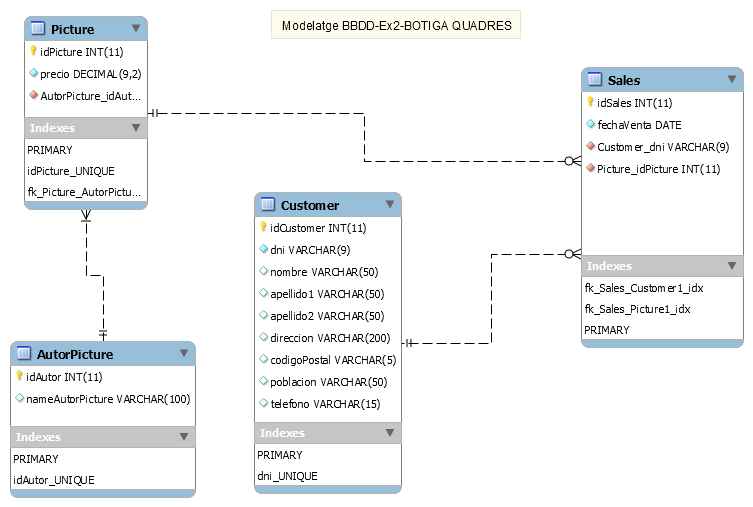 Modelatge BBDD-Ex2-BOTIGA QUADRES
Picture
idPicture INT(11)
precio DECIMAL(9,2)
AutorPicture_idAut...
Indexes
PRIMARY
idPicture_UNIQUE
fk_Picture_AutorPictu...
Sales
idSales INT(11)
fechaVenta DATE
Customer_dni VARCHAR(9)
Picture_idPicture INT(11)
Indexes
fk_Sales_Customer1_idx
fk_Sales_Picture1_idx
PRIMARY
Customer
idCustomer INT(11)
dni VARCHAR(9)
nombre VARCHAR(50)
apellido1 VARCHAR(50)
apellido2 VARCHAR(50)
direccion VARCHAR(200)
codigoPostal VARCHAR(5)
poblacion VARCHAR(50)
telefono VARCHAR(15)
Indexes
PRIMARY
dni_UNIQUE
AutorPicture
idAutor INT(11)
nameAutorPicture VARCHAR(100)
Indexes
PRIMARY
idAutor_UNIQUE